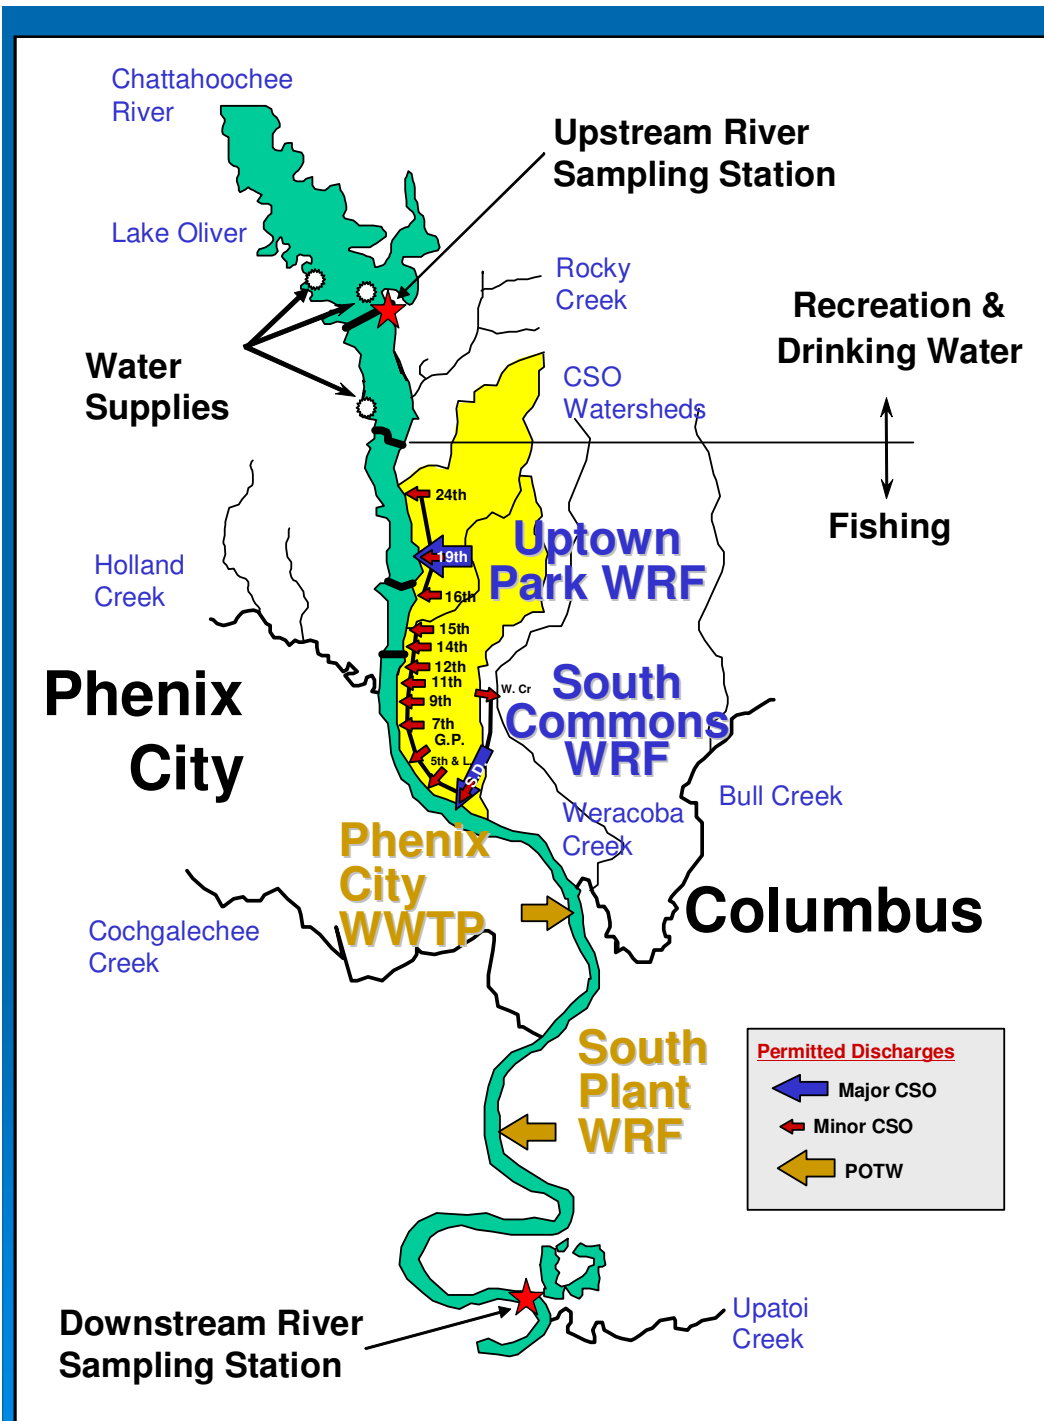 Chattahoochee
River
Upstream River
Sampling Station
Lake Oliver
Rocky
Creek
Recreation &
Drinking Water
Water
Supplies
CSO
Watersheds
24th
Fishing
Uptown
Park WRF
19th
Holland
Creek
16th
15th
14th
12th
11th
9th
7th
G.P.
5th & L.
W. Cr
S.D.
South
Commons
WRF
Phenix
City
Bull Creek
Weracoba
Creek
Phenix
City
WWTP
Columbus
Cochgalechee
Creek
South
Plant
WRF
Permitted Discharges
Major CSO
Minor CSO
POTW
Downstream River
Sampling Station
Upatoi
Creek